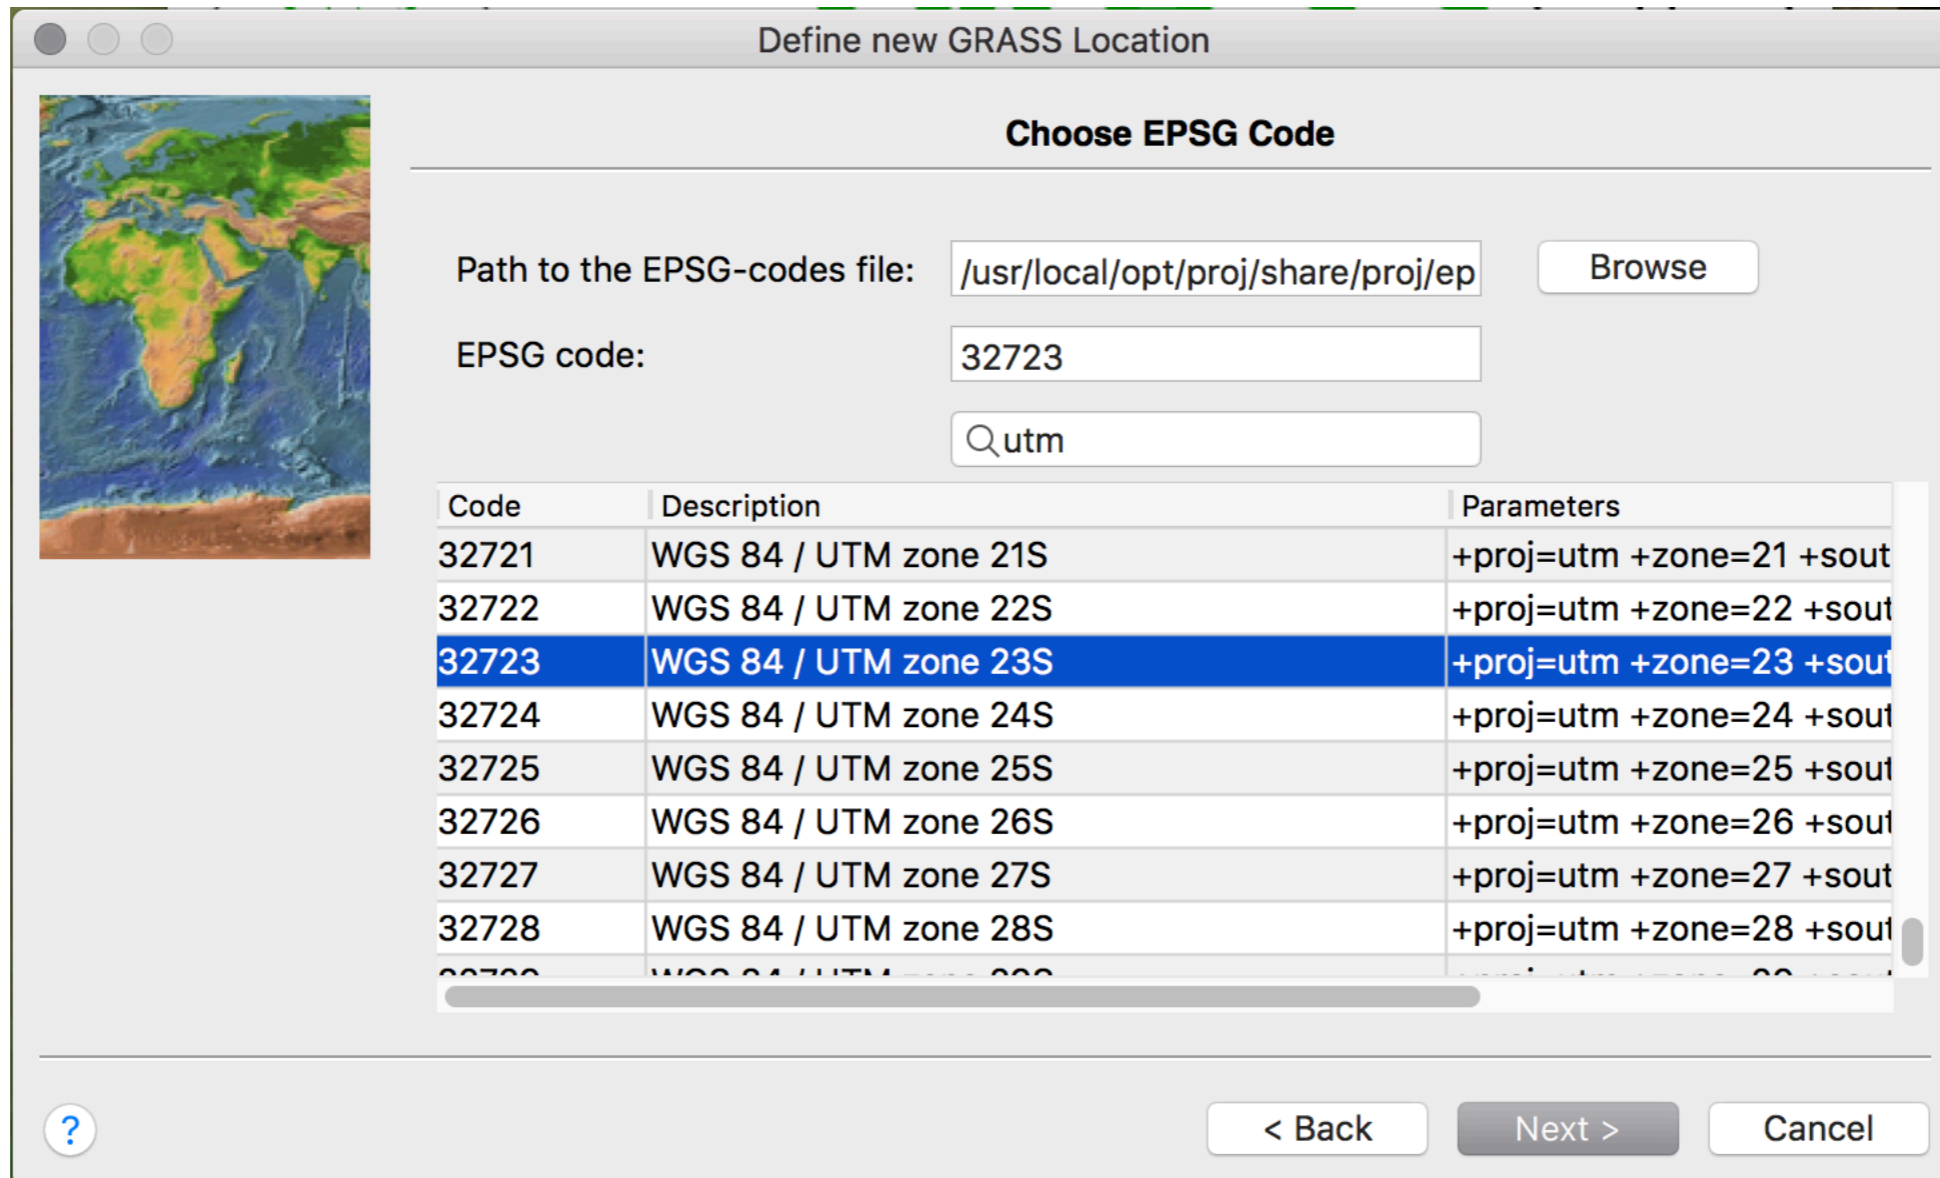 Define new GRASS Location
Choose EPSG Code
Path to the EPSG-codes file: /usr/local/opt/proj/share/proj/ep Browse
EPSG code: 32723
utm
Code Description Parameters
32721 WGS 84 / UTM zone 21S +proj=utm +zone=21 +sout
32722 WGS 84 / UTM zone 22S +proj=utm +zone=22 +sout
32723 WGS 84 / UTM zone 23S +proj=utm +zone=23 +sout
32724 WGS 84 / UTM zone 24S +proj=utm +zone=24 +sout
32725 WGS 84 / UTM zone 25S +proj=utm +zone=25 +sout
32726 WGS 84 / UTM zone 26S +proj=utm +zone=26 +sout
32727 WGS 84 / UTM zone 27S +proj=utm +zone=27 +sout
32728 WGS 84 / UTM zone 28S +proj=utm +zone=28 +sout
? < Back Next > Cancel